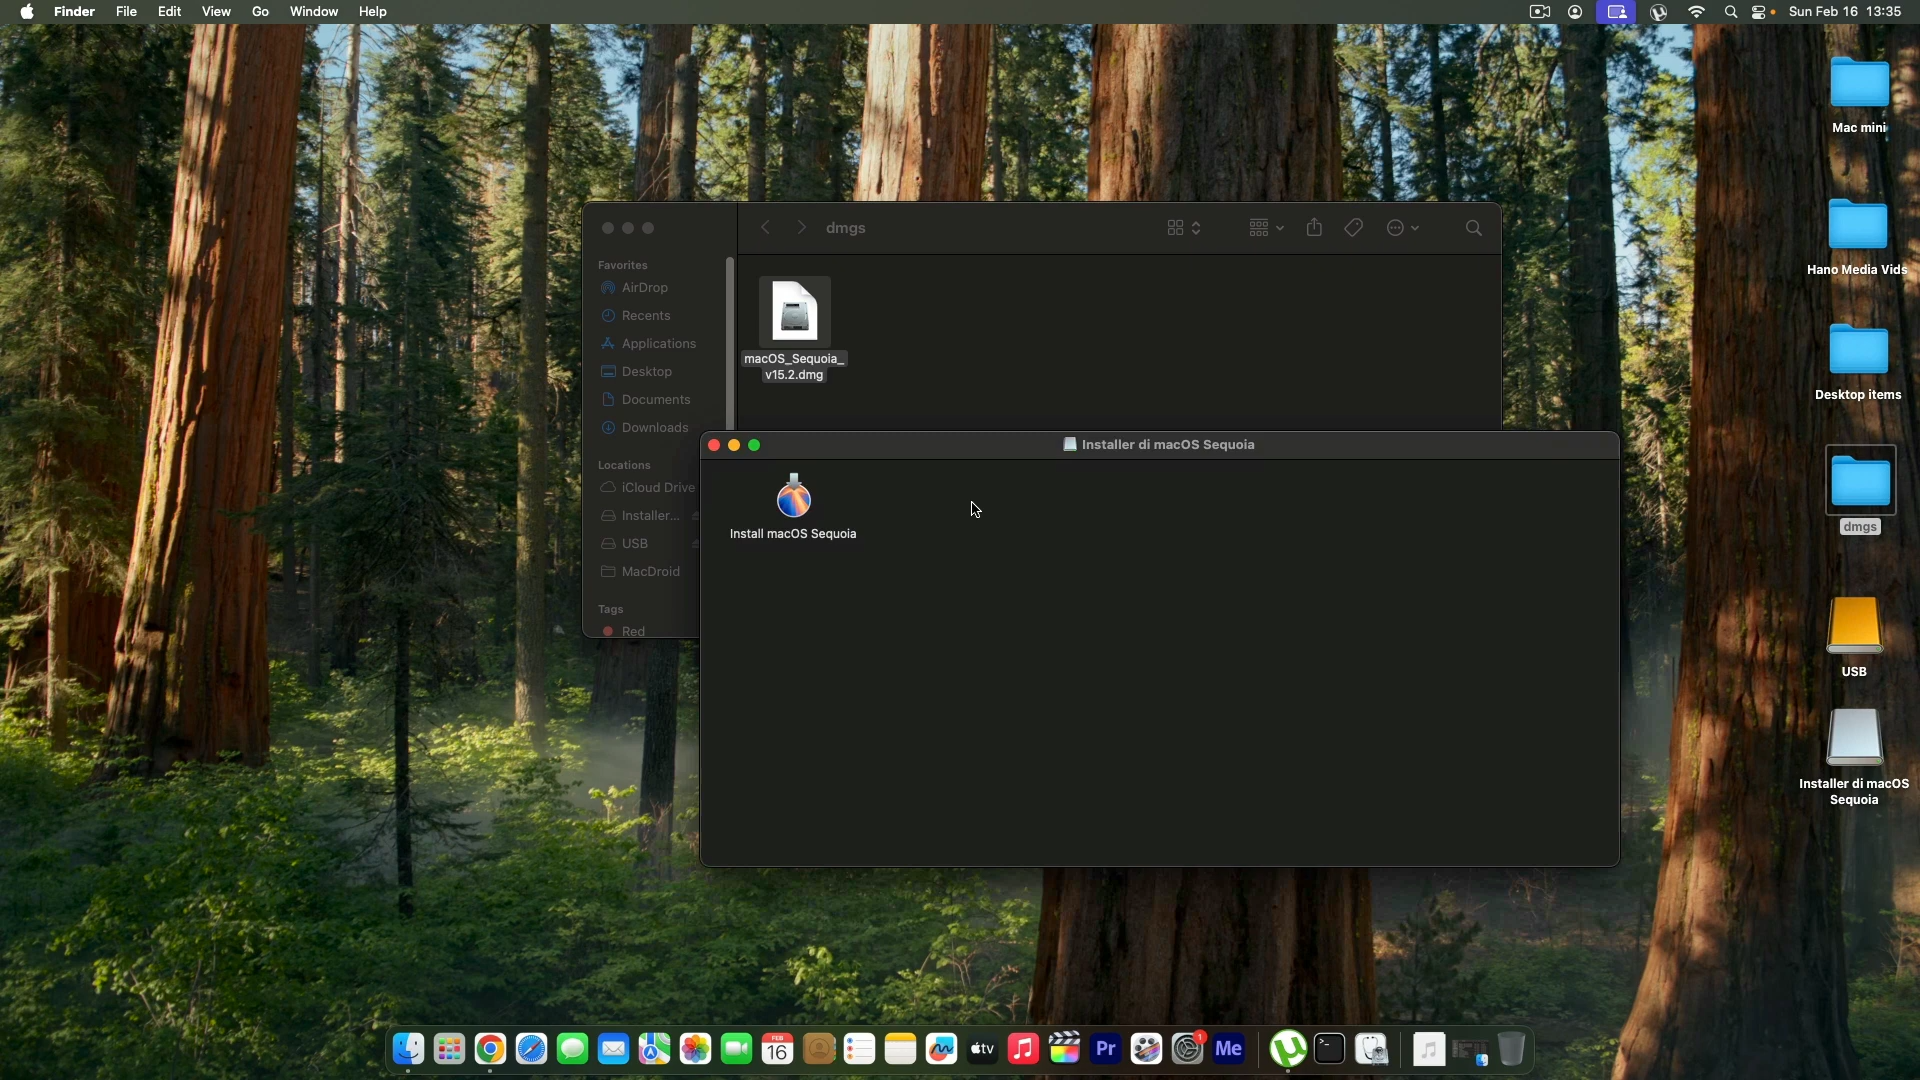 Finder File Edit View Go Window Help
Sun Feb 16 13:35
Mac mini
Hano Media Vids
Desktop items
dmgs
USB
Installer di macOS
Sequoia
dmgs
Favorites
AirDrop
Recents
Applications
Desktop
Documents
Downloads
Locations
iCloud Drive
Installer...
USB
MacDroid
Tags
Red
macOS_Sequoia_
v15.2.dmg
Installer di macOS Sequoia
Install macOS Sequoia
FEB
16
tv
Pr
1
Me